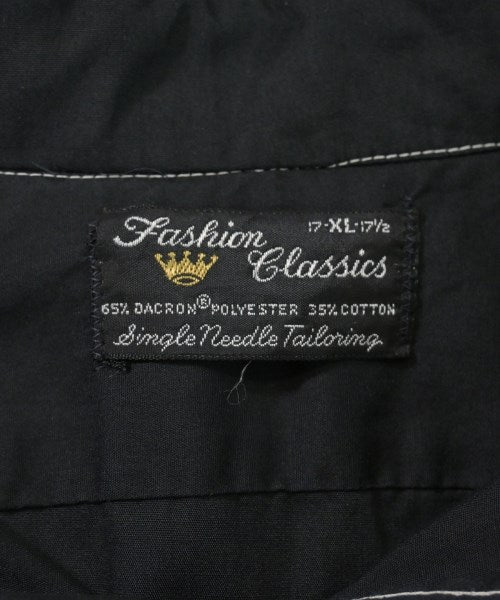 Fashion 17-XL-17½
Classics
65% DACRON® POLYESTER 35% COTTON
Single Needle Tailoring